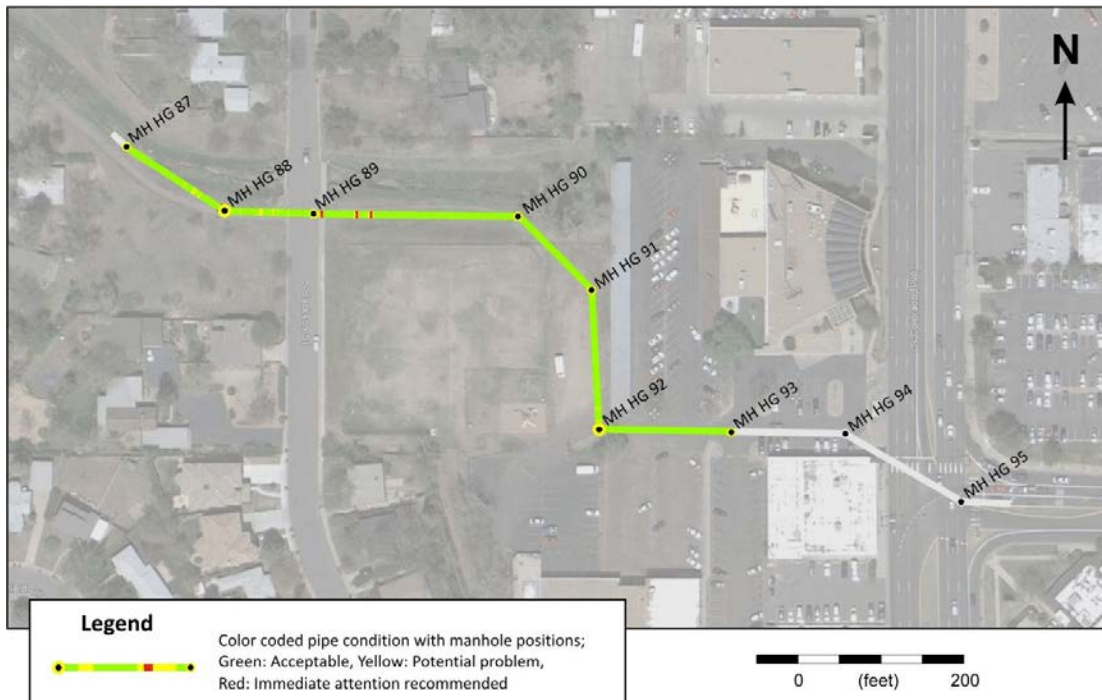 N
MH HG 87
MH HG 88
MH HG 89
MH HG 90
MH HG 91
MH HG 92
MH HG 93
MH HG 94
MH HG 95
Legend
Color coded pipe condition with manhole positions;
Green: Acceptable, Yellow: Potential problem,
Red: Immediate attention recommended
0 (feet) 200